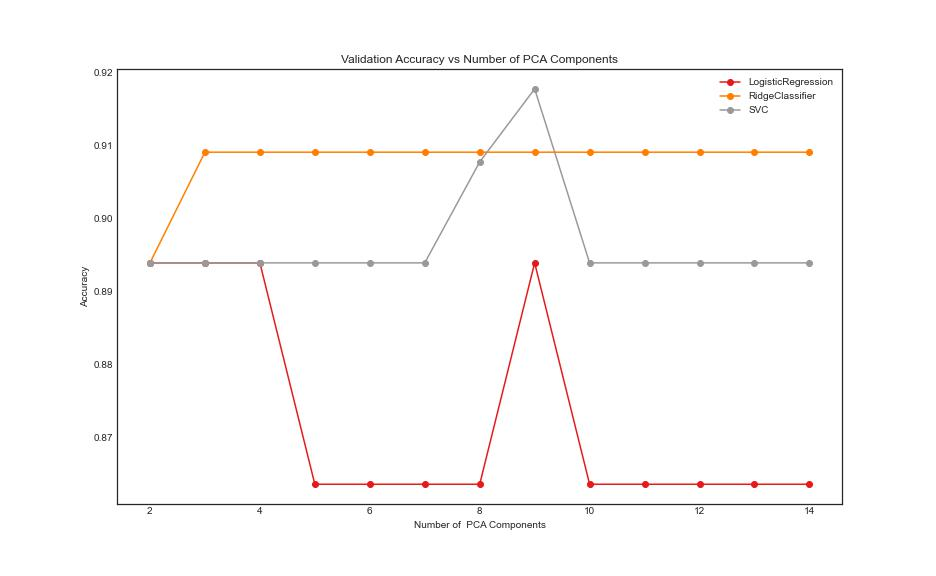 Validation Accuracy vs Number of PCA Components
LogisticRegression
RidgeClassifier
SVC
0.92
0.91
0.90
0.89
0.88
0.87
Accuracy
2 4 6 8 10 12 14
Number of  PCA Components